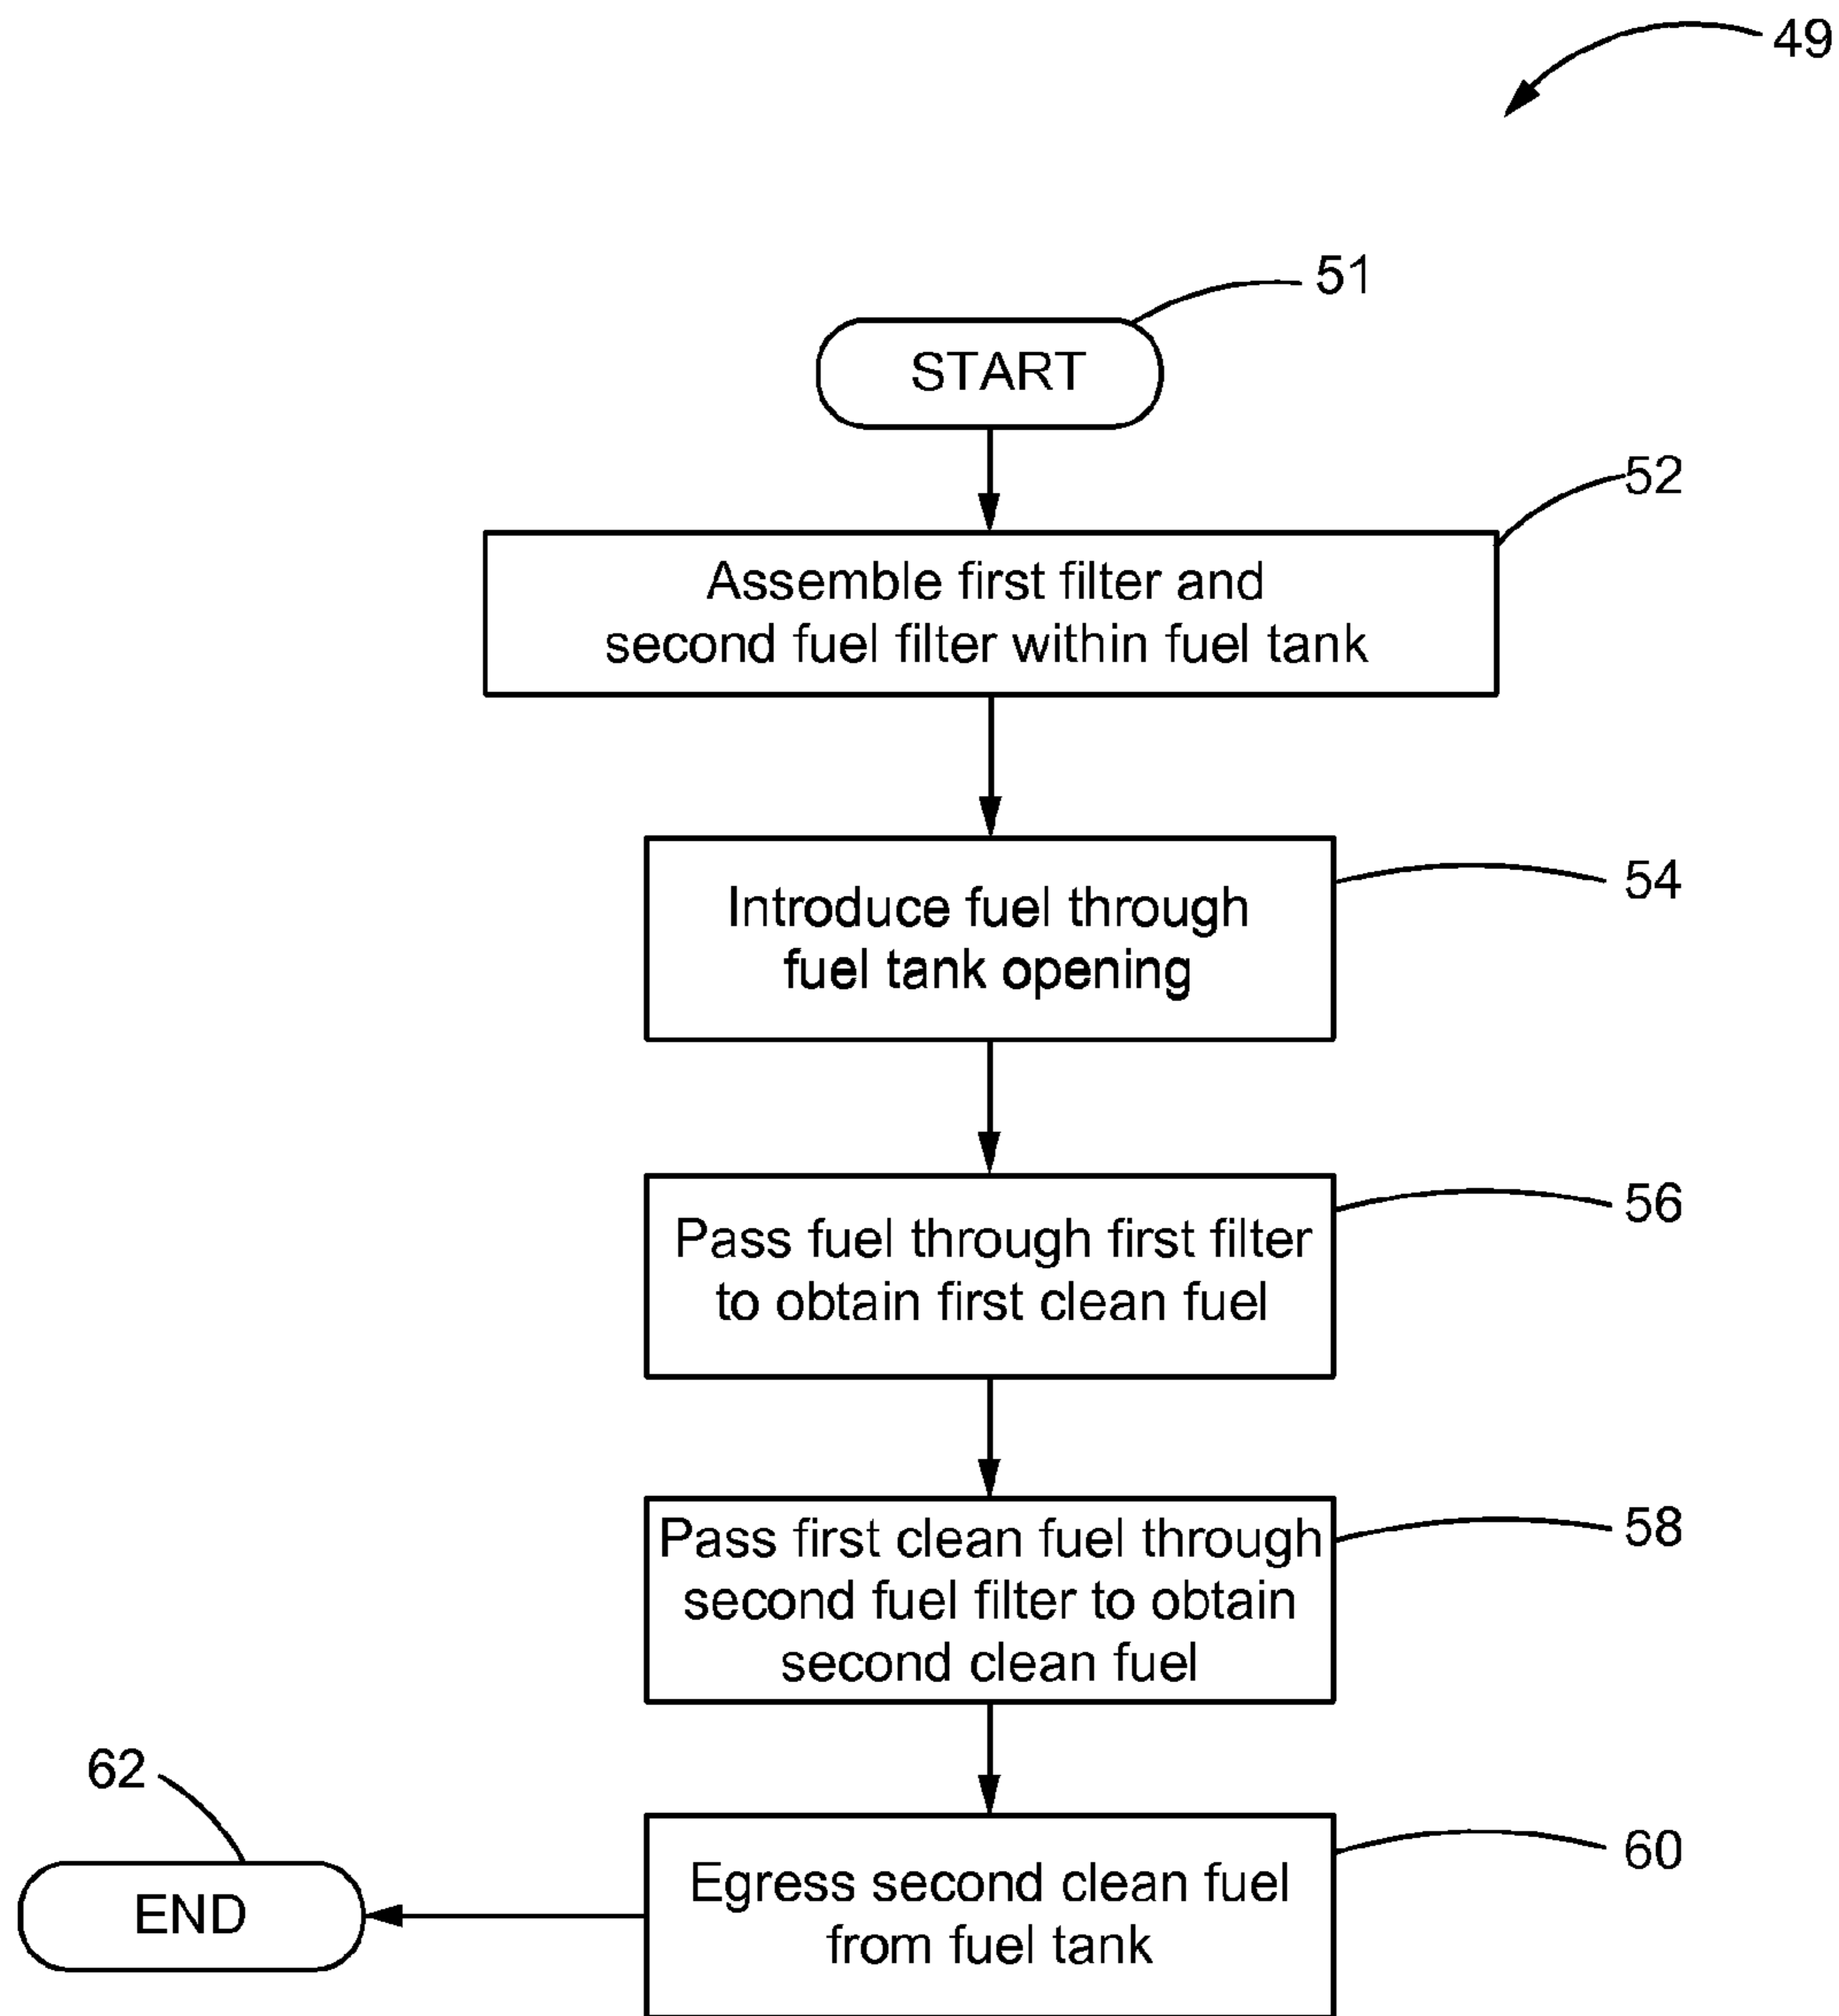 49
51
START
52
Assemble first filter and
second fuel filter within fuel tank
54
Introduce fuel through
fuel tank opening
56
Pass fuel through first filter
to obtain first clean fuel
58
Pass first clean fuel through
second fuel filter to obtain
second clean fuel
62
60
END
Egress second clean fuel
from fuel tank